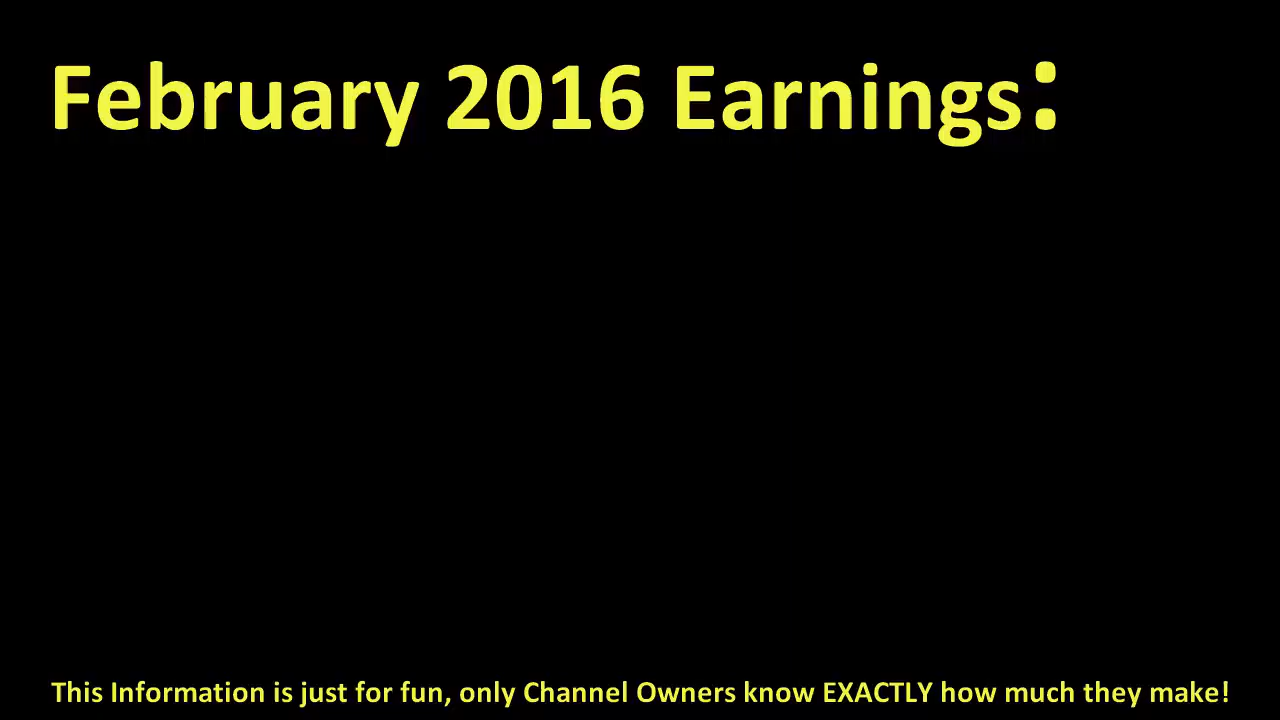 February 2016 Earnings:
This Information is just for fun, only Channel Owners know EXACTLY how much they make!